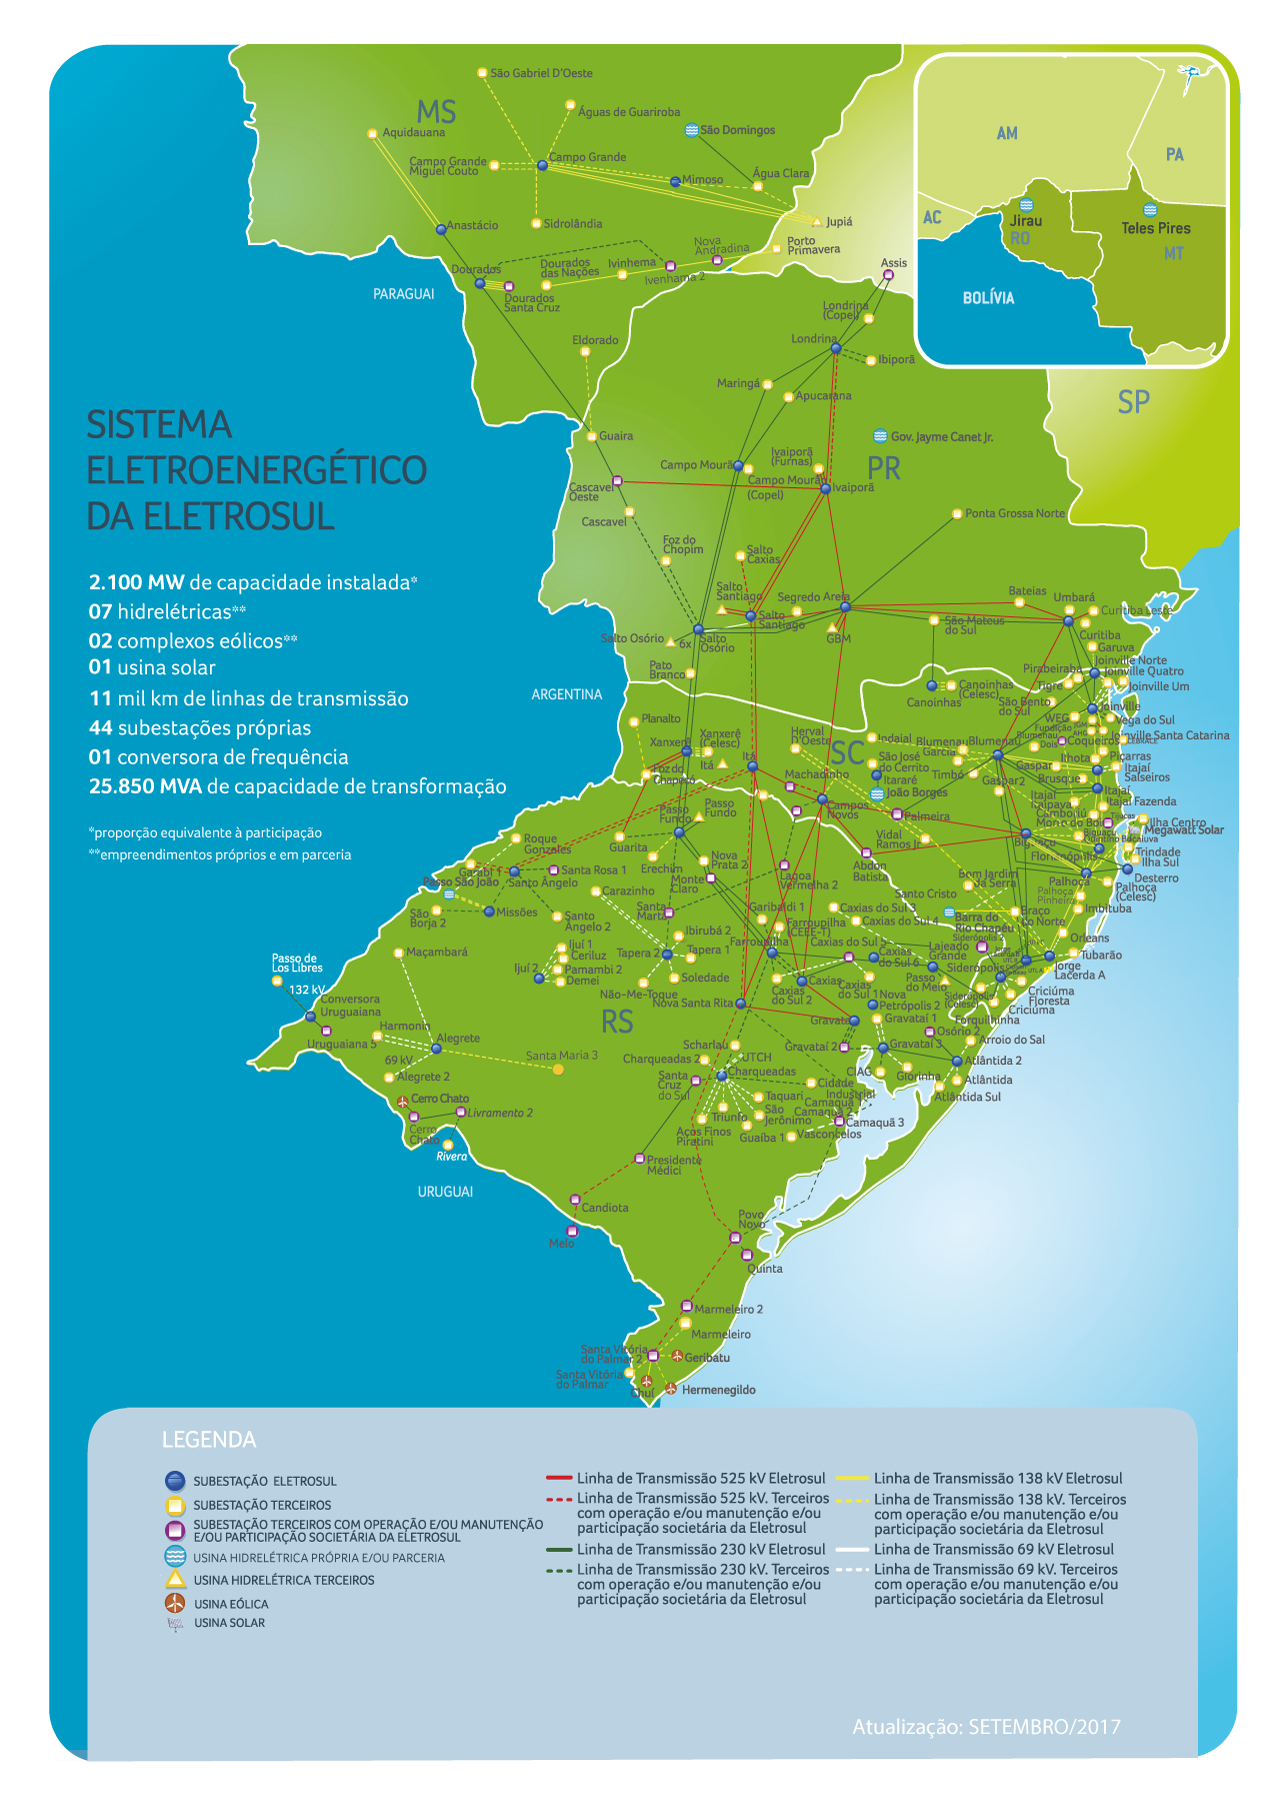 São Gabriel D'Oeste
MS
Águas de Guariroba
Aquidauana
São Domingos
Campo Grande
Miguel Couto
Campo Grande
Mimoso
Água Clara
Anastácio
Sidrolândia
Jupiá
Nova
Andradina
Porto
Primavera
Dourados
Dourados
das Nações
Ivinhema
Ivenhama 2
Assis
PARAGUAI
Dourados
Santa Cruz
AM
PA
AC
Jirau
RO
Teles Pires
MT
BOLÍVIA
Londrina
(Copel)
Londrina
Ibiporã
Eldorado
Maringá
Apucarana
SP
SISTEMA
ELETROENERGÉTICO
DA ELETROSUL
Guaira
Gov. Jayme Canet Jr.
PR
Ivaiporã
(Furnas)
Campo Mourão
Campo Mourão
(Copel)
Ivaiporã
Cascavel
Oeste
Cascavel
Ponta Grossa Norte
Foz do
Chopim
Salto
Caxias
2.100 MW de capacidade instalada*
07 hidrelétricas**
02 complexos eólicos**
01 usina solar
11 mil km de linhas de transmissão
44 subestações próprias
01 conversora de frequência
25.850 MVA de capacidade de transformação
*proporção equivalente à participação
**empreendimentos próprios e em parceria
Salto
Santiago
Segredo
Areia
Bateias
Umbará
Curitiba Leste
Salto
Santiago
GBM
São Mateus
do Sul
Curitiba
Garuva
Salto Osório
6x
Salto
Osório
Pato
Branco
Joinville Norte
Pirabeiraba
Joinville Quatro
Tigre
Joinville Um
ARGENTINA
Canoinhas
(Celesc)
Canoinhas
São Bento
do Sul
Joinville
Planalto
WEG
Vega do Sul
Joinville Santa Catarina
Xanxerê
Xanxerê
(Celesc)
Itá
Itá
Herval
D'Oeste
SC
Indaial
Blumenau
Garcia
Blumenau
Blumenau
Dois
Coqueiros
Foz do
Chapecó
Machadinho
São José
do Cerrito
Itararé
João Borges
Timbó
Gaspar
Gaspar2
Ilhota
Piçarras
Brusque
Itajaí
Salseiros
Itajaí
Itajaí
Itaipava
Itajaí Fazenda
Camboriú
Morro do Boi
Tijucas
Ilha Centro
Megawatt Solar
Passo
Fundo
Passo
Fundo
Campos
Novos
Palmeira
Vidal
Ramos Jr
Biguaçu
Biguaçu
Florianópolis
Trindade
Ilha Sul
Desterro
Palhoça
Palhoça
(Celesc)
Palhoça
Pinheira
Imbituba
Roque
Gonzales
Guarita
Erechim
Nova
Prata 2
Garabi 1
Santo Ângelo
Santa Rosa 1
Passo São João
Monte
Claro
Lagoa
Vermelha 2
Abdon
Batista
Bom Jardim
da Serra
Santo Cristo
Carazinho
São
Borja 2
Missões
Santo
Ângelo 2
Santa
Marta
Garibaldi 1
Caxias do Sul 3
Caxias do Sul 4
Barra do
Rio Chapéu
Braço
do Norte
Orleans
Tubarão
Jorge
Lacerda A
Ibirubá 2
Farroupilha
(CEEE-T)
Farroupilha
Caxias do Sul 5
Caxias
do Sul 6
Lajeado
Grande
Siderópolis 2
Siderópolis
Siderópolis
(Celesc)
Maçambará
Ijuí 1
Ceriluz
Ijuí 2
Pamambi 2
Demei
Tapera 2
Tapera 1
Soledade
Não-Me-Toque
Nova Santa Rita
Caxias
Caxias
do Sul 2
Caxias
do Sul 1
Passo
do Meio
Nova
Petrópolis 2
Criciúma
Floresta
Criciúma
Forquilhinha
Passo de
Los Libres
132 kV
Conversora
Uruguaiana
Uruguaiana 5
Harmonia
Alegrete
69 kV
Alegrete 2
RS
Santa Maria 3
Gravataí
Gravataí 1
Gravataí 2
Gravataí 3
Osório 2
Arroio do Sal
Atlântida 2
Atlântida
Atlântida Sul
Glorinha
CIAG
Scharlau
UTCH
Charqueadas 2
Charqueadas
Santa
Cruz
do Sul
Cidade
Industrial
Taquari
São
Jerônimo
Triunfo
Aços Finos
Piratini
Guaíba 1
Vasconcelos
Camaquã 1
Camaquã 2
Camaquã 3
Cerro Chato
Cerro
Chato
Livramento 2
Rivera
URUGUAI
Presidente
Médici
Candiota
Melo
Povo
Novo
Quinta
Marmeleiro 2
Marmeleiro
Santa Vitória
do Palmar 2
Santa Vitória
do Palmar
Geribatu
Chuí
Hermenegildo
LEGENDA
SUBESTAÇÃO ELETROSUL
SUBESTAÇÃO TERCEIROS
SUBESTAÇÃO TERCEIROS COM OPERAÇÃO E/OU MANUTENÇÃO
E/OU PARTICIPAÇÃO SOCIETÁRIA DA ELETROSUL
USINA HIDRELÉTRICA PRÓPRIA E/OU PARCERIA
USINA HIDRELÉTRICA TERCEIROS
USINA EÓLICA
USINA SOLAR
Linha de Transmissão 525 kV Eletrosul
Linha de Transmissão 525 kV. Terceiros
com operação e/ou manutenção e/ou
participação societária da Eletrosul
Linha de Transmissão 230 kV Eletrosul
Linha de Transmissão 230 kV. Terceiros
com operação e/ou manutenção e/ou
participação societária da Eletrosul
Linha de Transmissão 138 kV Eletrosul
Linha de Transmissão 138 kV. Terceiros
com operação e/ou manutenção e/ou
participação societária da Eletrosul
Linha de Transmissão 69 kV Eletrosul
Linha de Transmissão 69 kV. Terceiros
com operação e/ou manutenção e/ou
participação societária da Eletrosul
Atualização: SETEMBRO/2017